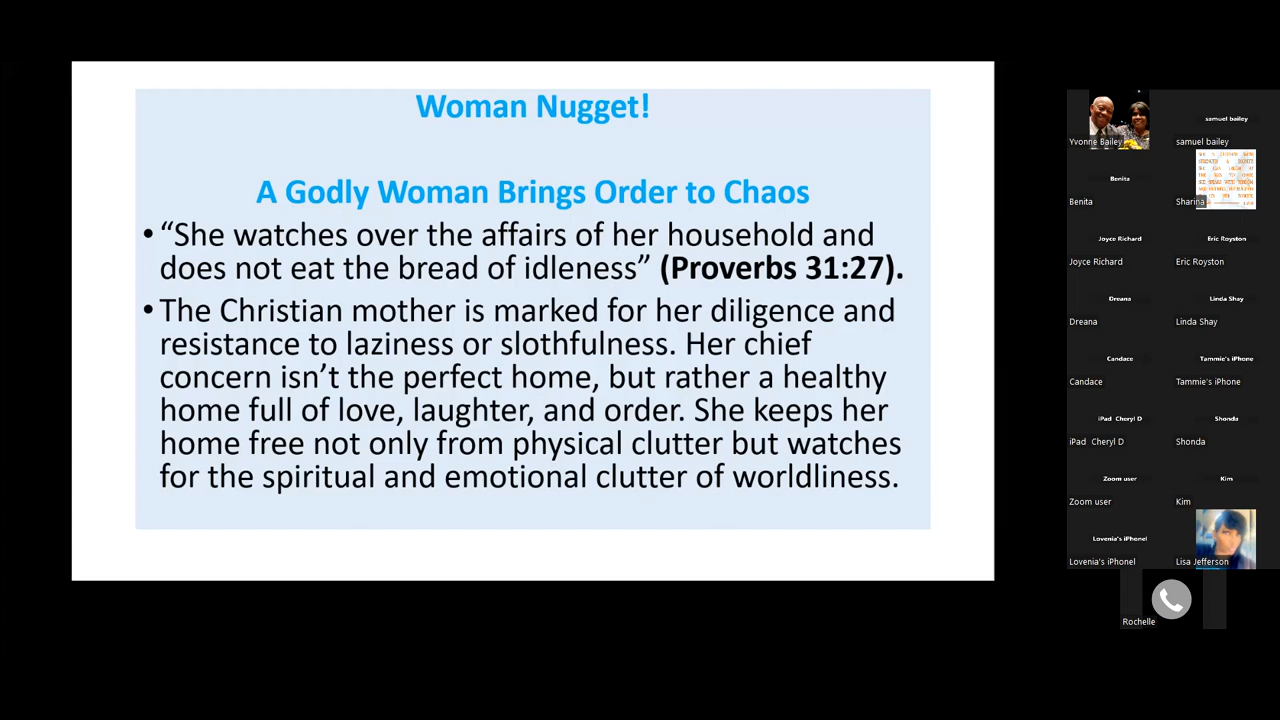 Woman Nugget!
A Godly Woman Brings Order to Chaos
• “She watches over the affairs of her household and
does not eat the bread of idleness” (Proverbs 31:27).
• The Christian mother is marked for her diligence and
resistance to laziness or slothfulness. Her chief
concern isn’t the perfect home, but rather a healthy
home full of love, laughter, and order. She keeps her
home free not only from physical clutter but watches
for the spiritual and emotional clutter of worldliness.
Yvonne Bailey
samuel bailey
samuel bailey
Benita
Benita
Sharina
Joyce Richard
Joyce Richard
Eric Royston
Eric Royston
Dreana
Dreana
Linda Shay
Linda Shay
Candace
Candace
Tammie's iPhone
Tammie's iPhone
iPad Cheryl D
iPad Cheryl D
Shonda
Shonda
Zoom user
Zoom user
Kim
Kim
Lovenia's iPhonel
Lovenia's iPhonel
Lisa Jefferson
Rochelle